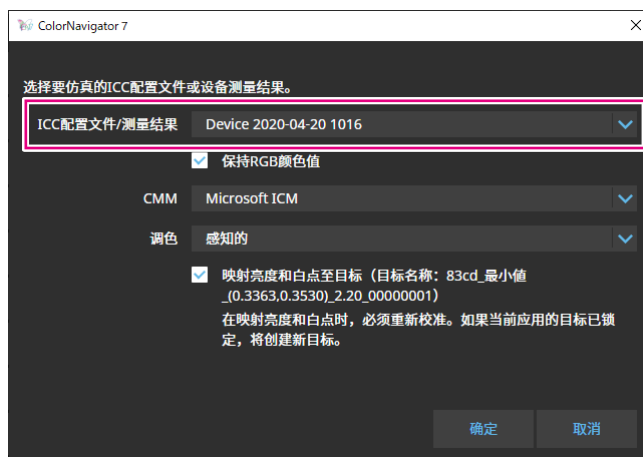 ColorNavigator 7
选择要仿真的ICC配置文件或设备测量结果。
ICC配置文件/测量结果 Device 2020-04-20 1016
保持RGB颜色值
CMM Microsoft ICM
调色 感知的
映射亮度和白点至目标（目标名称：83cd_最小値
_(0.3363,0.3530)_2.20_00000001）
在映射亮度和白点时，必须重新校准。如果当前应用的目标已锁
定，将创建新目标。
确定 取消